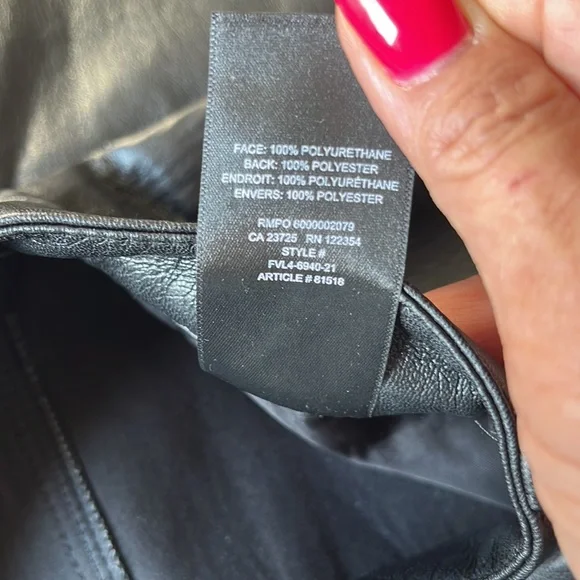 FACE: 100% POLYURETHANE
BACK: 100% POLYESTER
ENDROIT: 100% POLYURÉTHANE
ENVERS: 100% POLYESTER
RMPO 6000002079
CA 23725 RN 122354
STYLE #
FVL4-6940-21
ARTICLE # 81518